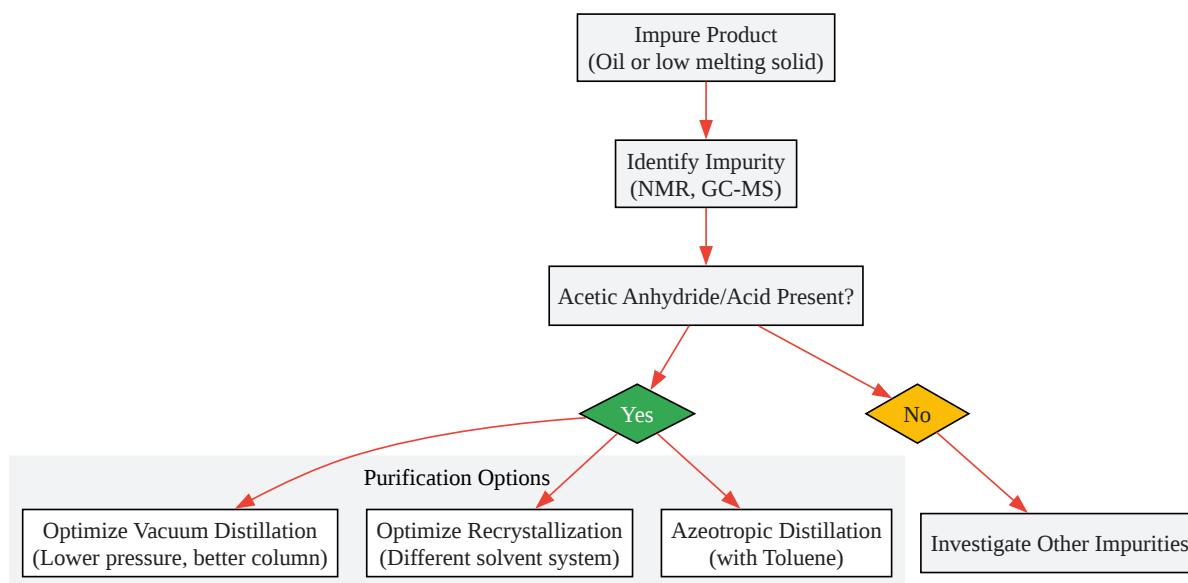 Impure Product
(Oil or low melting solid)
Identify Impurity
(NMR, GC-MS)
Acetic Anhydride/Acid Present?
Yes
No
Purification Options
Optimize Vacuum Distillation
(Lower pressure, better column)
Optimize Recrystallization
(Different solvent system)
Azeotropic Distillation
(with Toluene)
Investigate Other Impurities